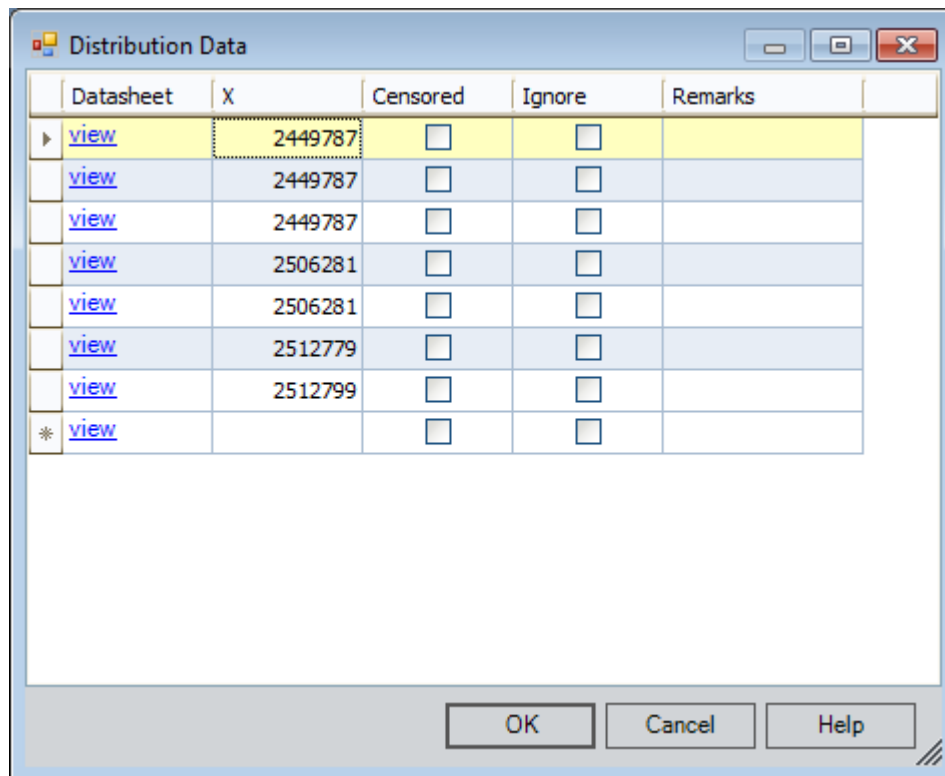 Distribution Data
Datasheet X Censored Ignore Remarks
view 2449787
view 2449787
view 2449787
view 2506281
view 2506281
view 2512779
view 2512799
view
OK Cancel Help